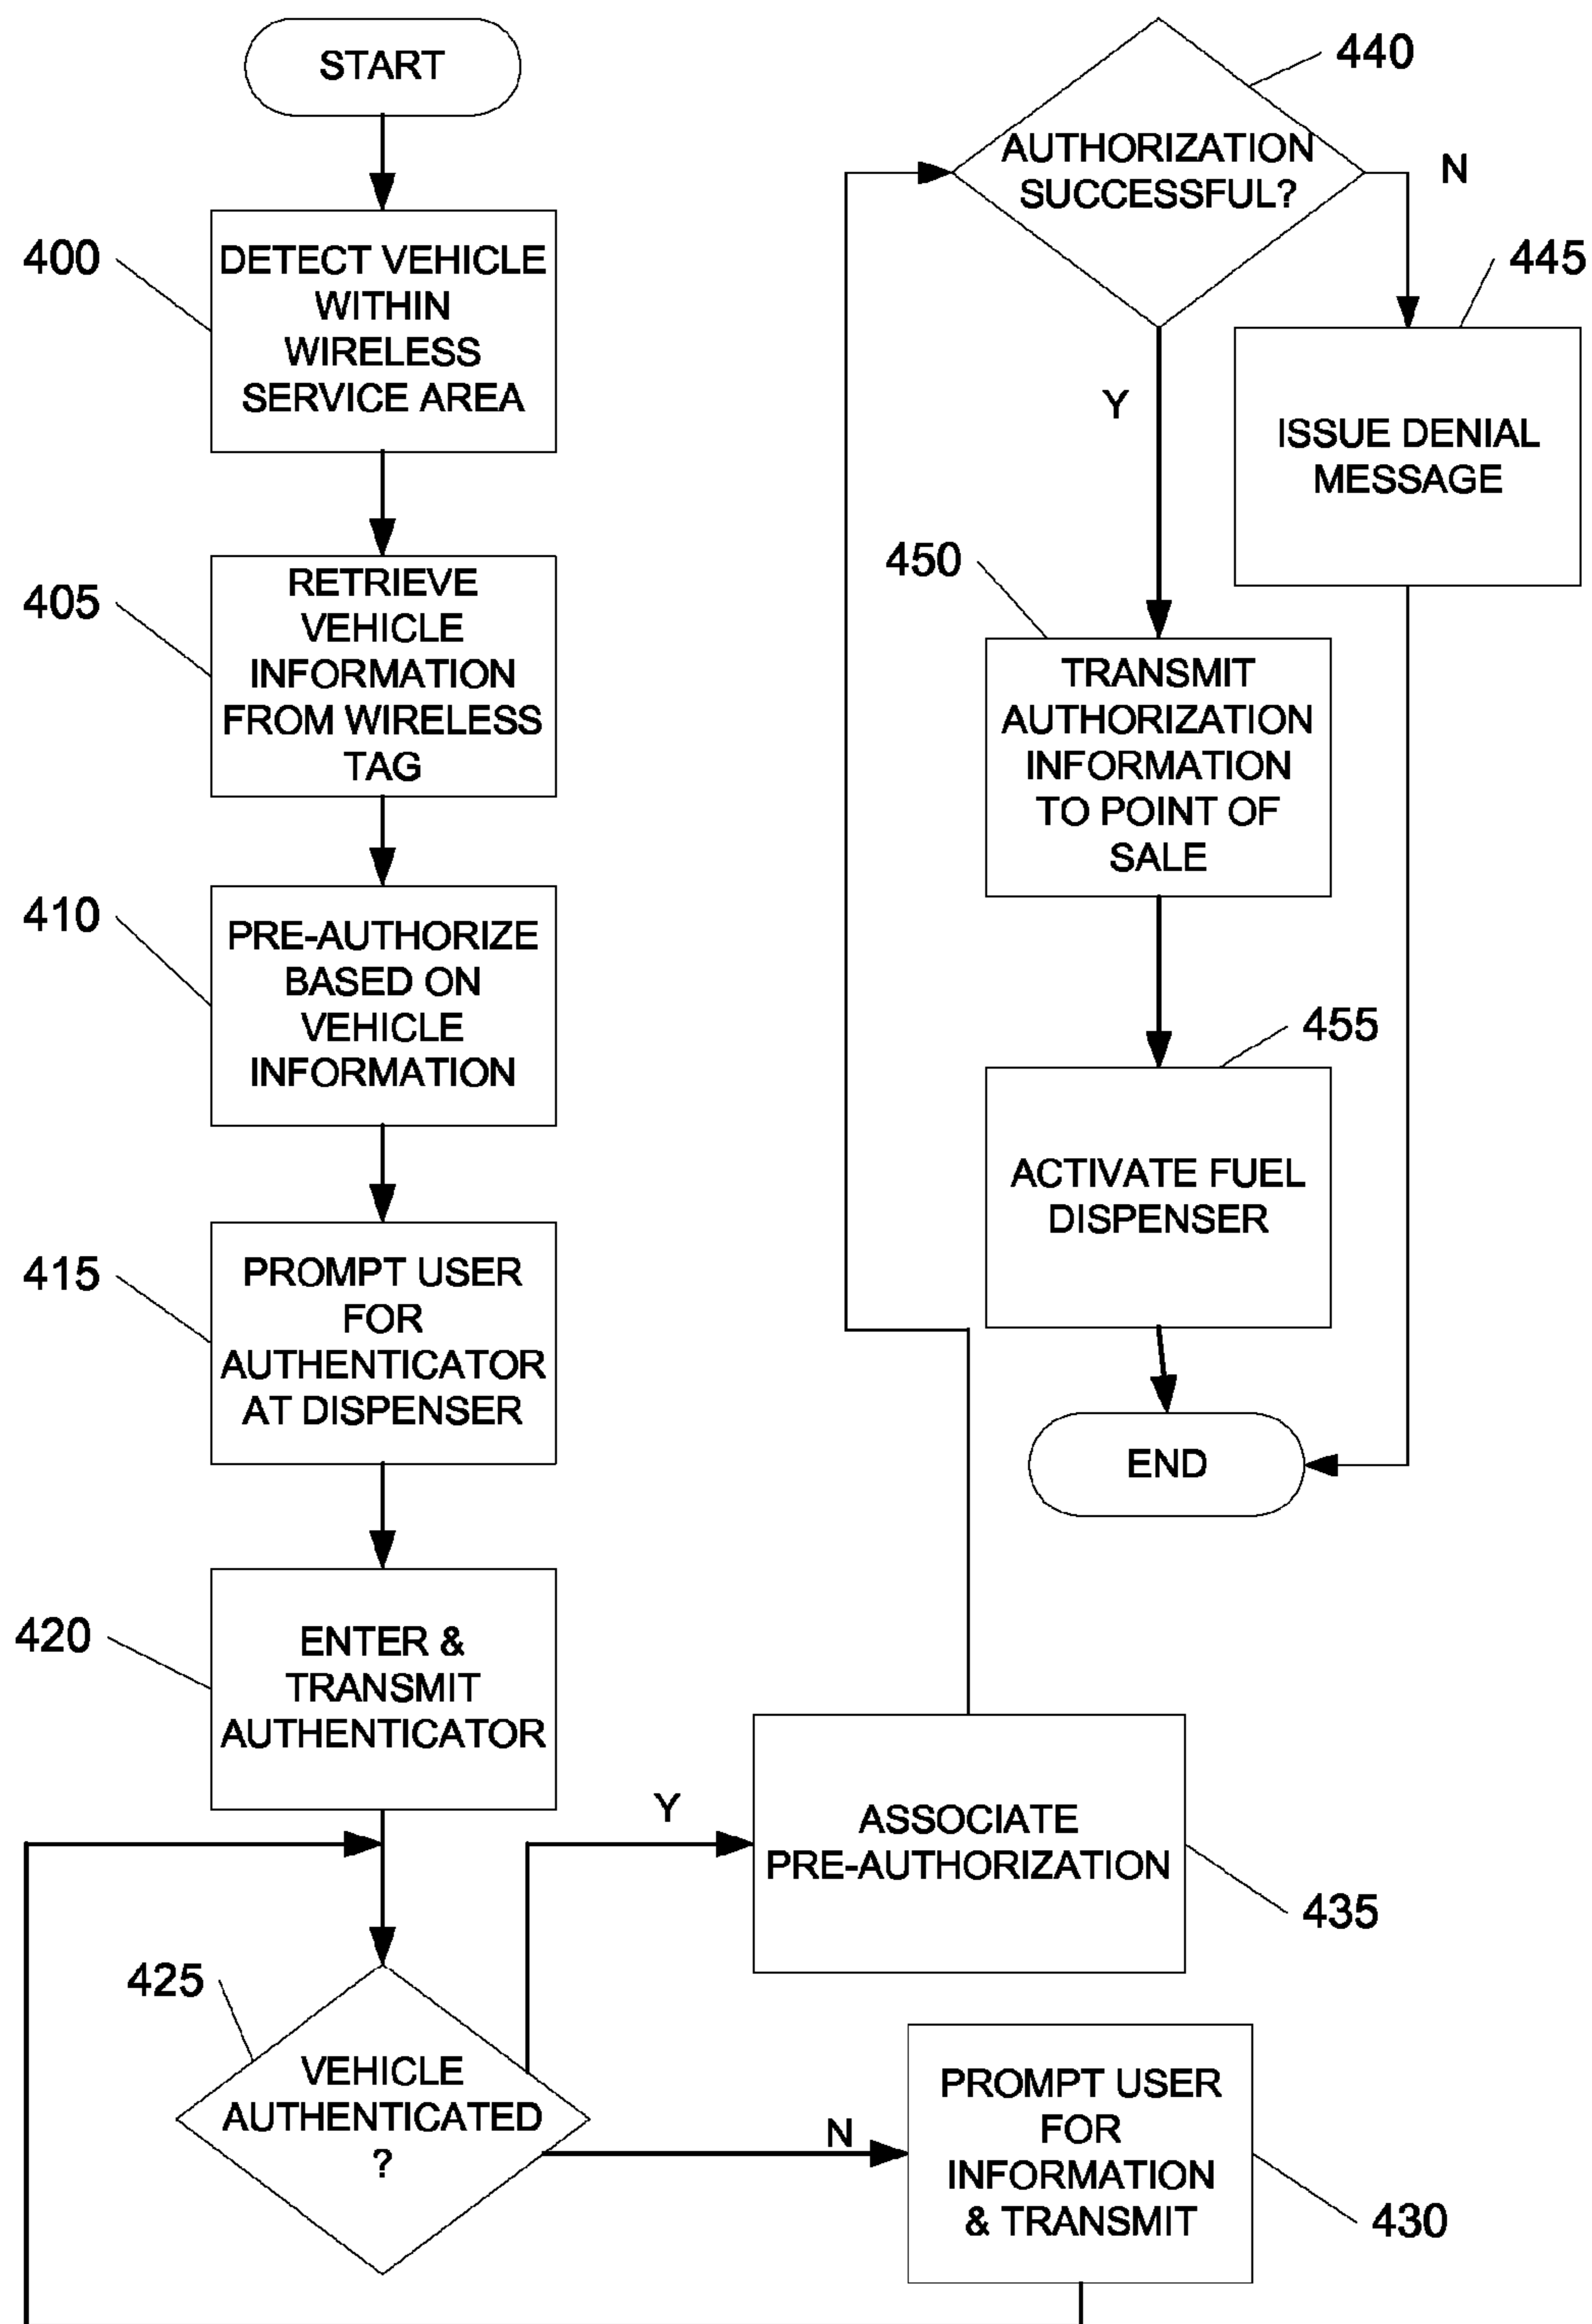 START
400
DETECT VEHICLE
WITHIN
WIRELESS
SERVICE AREA
405
RETRIEVE
VEHICLE
INFORMATION
FROM WIRELESS
TAG
410
PRE-AUTHORIZE
BASED ON
VEHICLE
INFORMATION
415
PROMPT USER
FOR
AUTHENTICATOR
AT DISPENSER
420
ENTER &
TRANSMIT
AUTHENTICATOR
425
VEHICLE
AUTHENTICATED
?
Y
N
ASSOCIATE
PRE-AUTHORIZATION
435
PROMPT USER
FOR
INFORMATION
& TRANSMIT
430
440
AUTHORIZATION
SUCCESSFUL?
N
Y
445
ISSUE DENIAL
MESSAGE
450
TRANSMIT
AUTHORIZATION
INFORMATION
TO POINT OF
SALE
455
ACTIVATE FUEL
DISPENSER
END